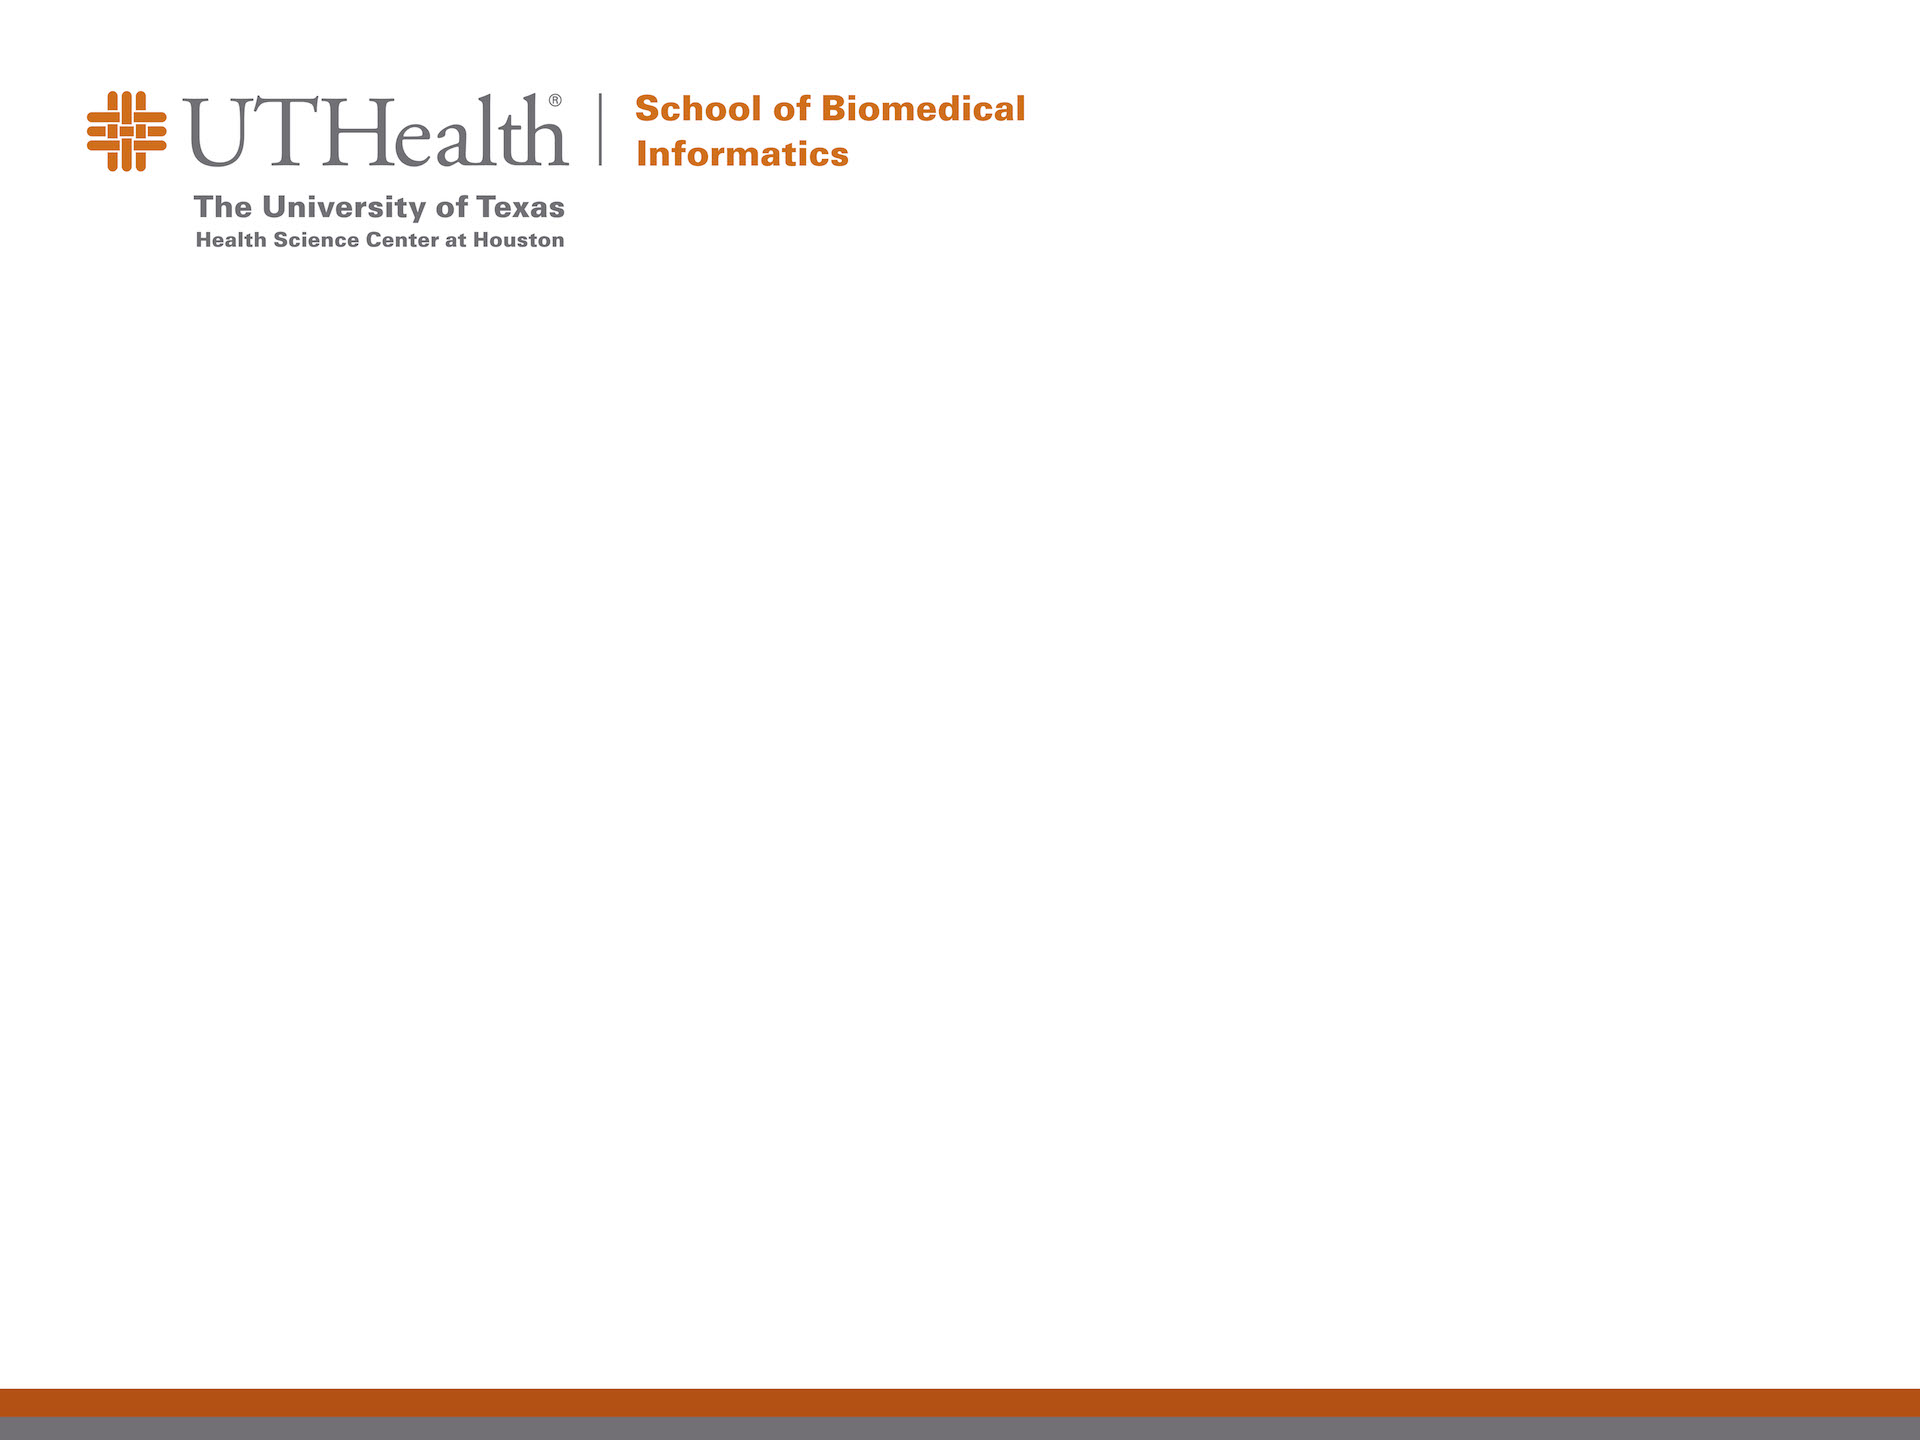 UTHealth® | School of Biomedical
Informatics
The University of Texas
Health Science Center at Houston